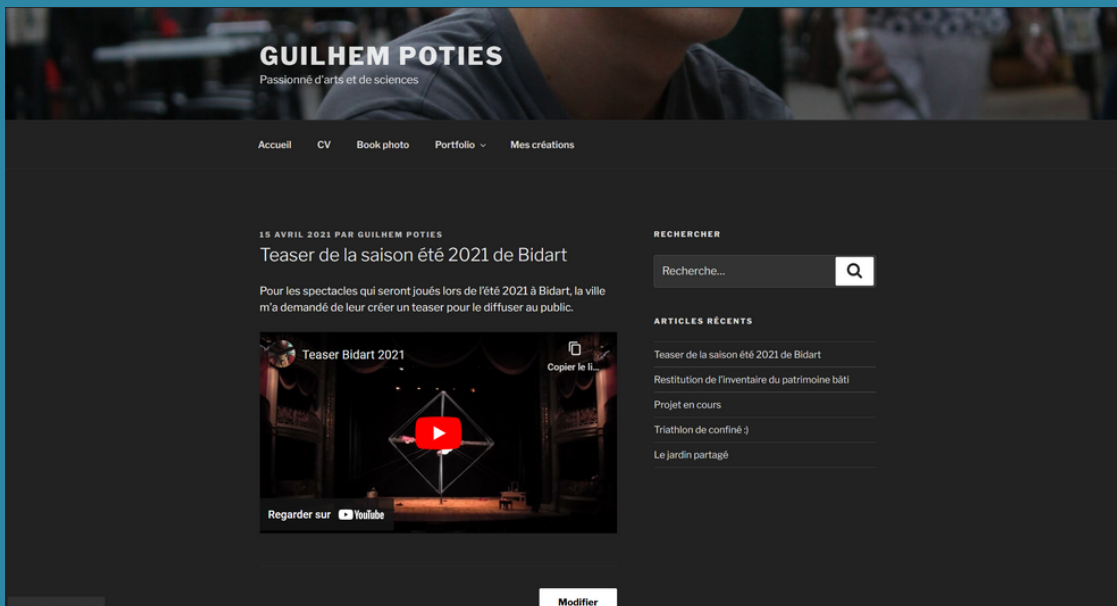 GUILHEM POTIES
Passionné d'arts et de sciences
Accueil CV Book photo Portfolio Mes créations
15 AVRIL 2021 PAR GUILHEM POTIES
Teaser de la saison été 2021 de Bidart
Pour les spectacles qui seront joués lors de l'été 2021 à Bidart, la ville
m'a demandé de leur créer un teaser pour le diffuser au public.
Teaser Bidart 2021
Copier le li...
Regarder sur YouTube
Modifier
RECHERCHER
Recherche...
ARTICLES RÉCENTS
Teaser de la saison été 2021 de Bidart
Restitution de l'inventaire du patrimoine bâti
Projet en cours
Triathlon de confiné :)
Le jardin partagé